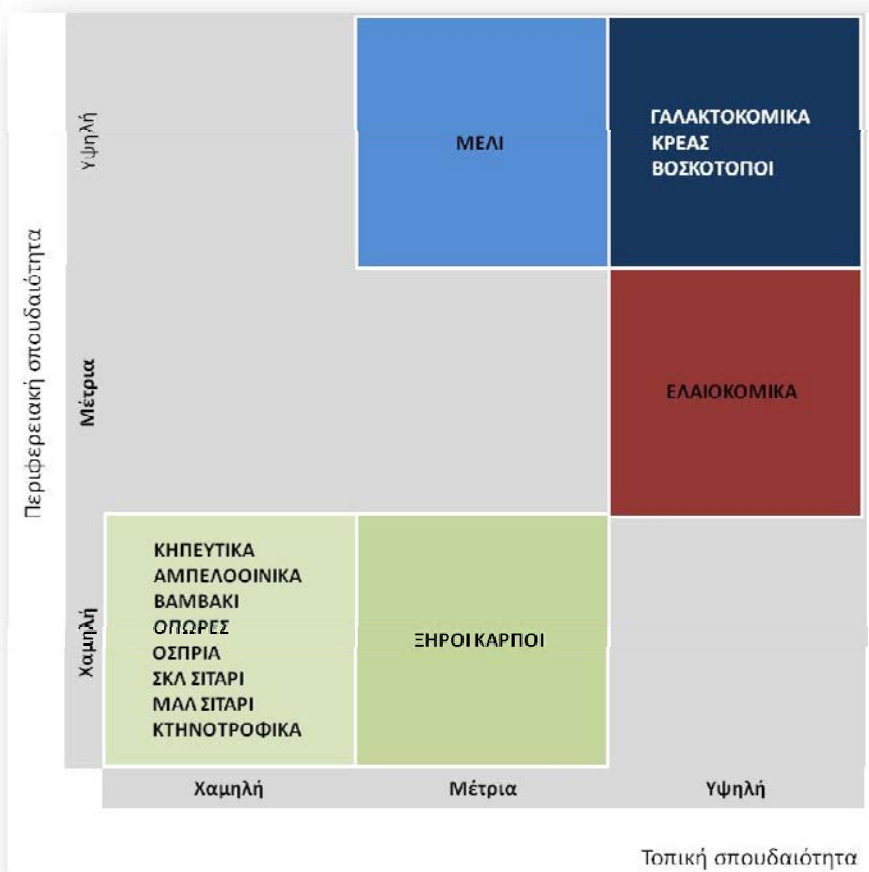 Περιφερειακή σπουδαιότητα
Υψηλή
ΜΕΛΙ
ΓΑΛΑΚΤΟΚΟΜΙΚΑ
ΚΡΕΑΣ
ΒΟΣΚΟΤΟΠΟΙ
Μέτρια
ΕΛΑΙΟΚΟΜΙΚΑ
Χαμηλή
ΚΗΠΕΥΤΙΚΑ
ΑΜΠΕΛΟΟΙΝΙΚΑ
ΒΑΜΒΑΚΙ
ΟΠΩΡΕΣ
ΟΣΠΡΙΑ
ΣΚΛ ΣΙΤΑΡΙ
ΜΑΛ ΣΙΤΑΡΙ
ΚΤΗΝΟΤΡΟΦΙΚΑ
ΞΗΡΟΙ ΚΑΡΠΟΙ
Χαμηλή
Μέτρια
Υψηλή
Τοπική σπουδαιότητα